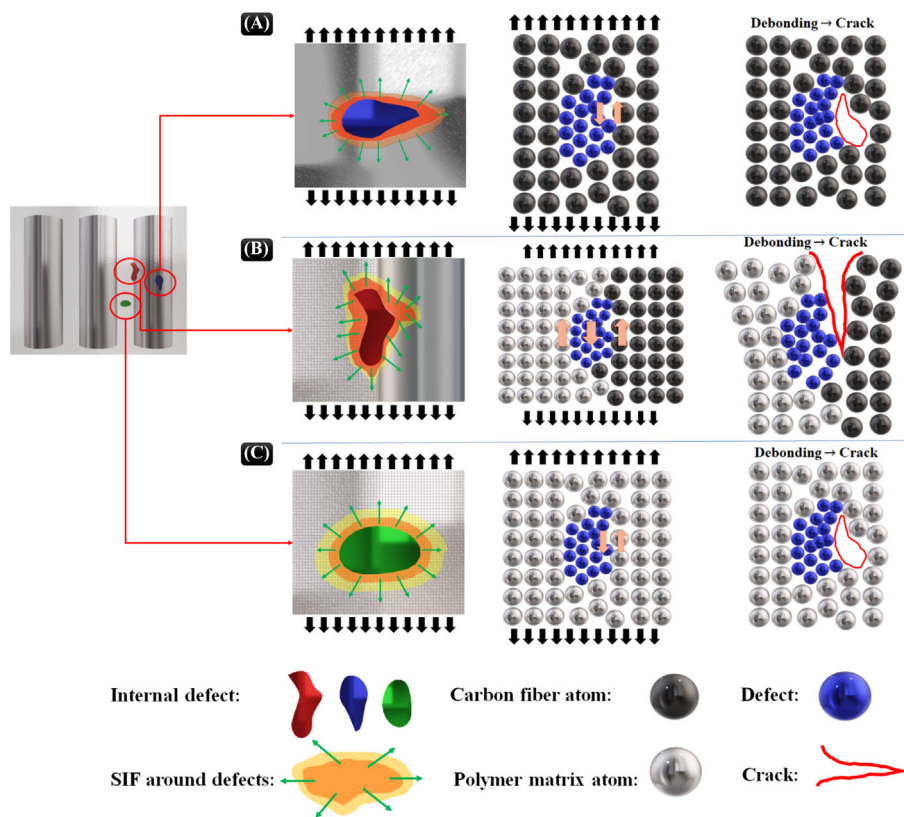 (A)
Debonding → Crack
(B)
Debonding → Crack
(C)
Debonding → Crack
Internal defect:
Carbon fiber atom:
Defect:
SIF around defects:
Polymer matrix atom:
Crack: